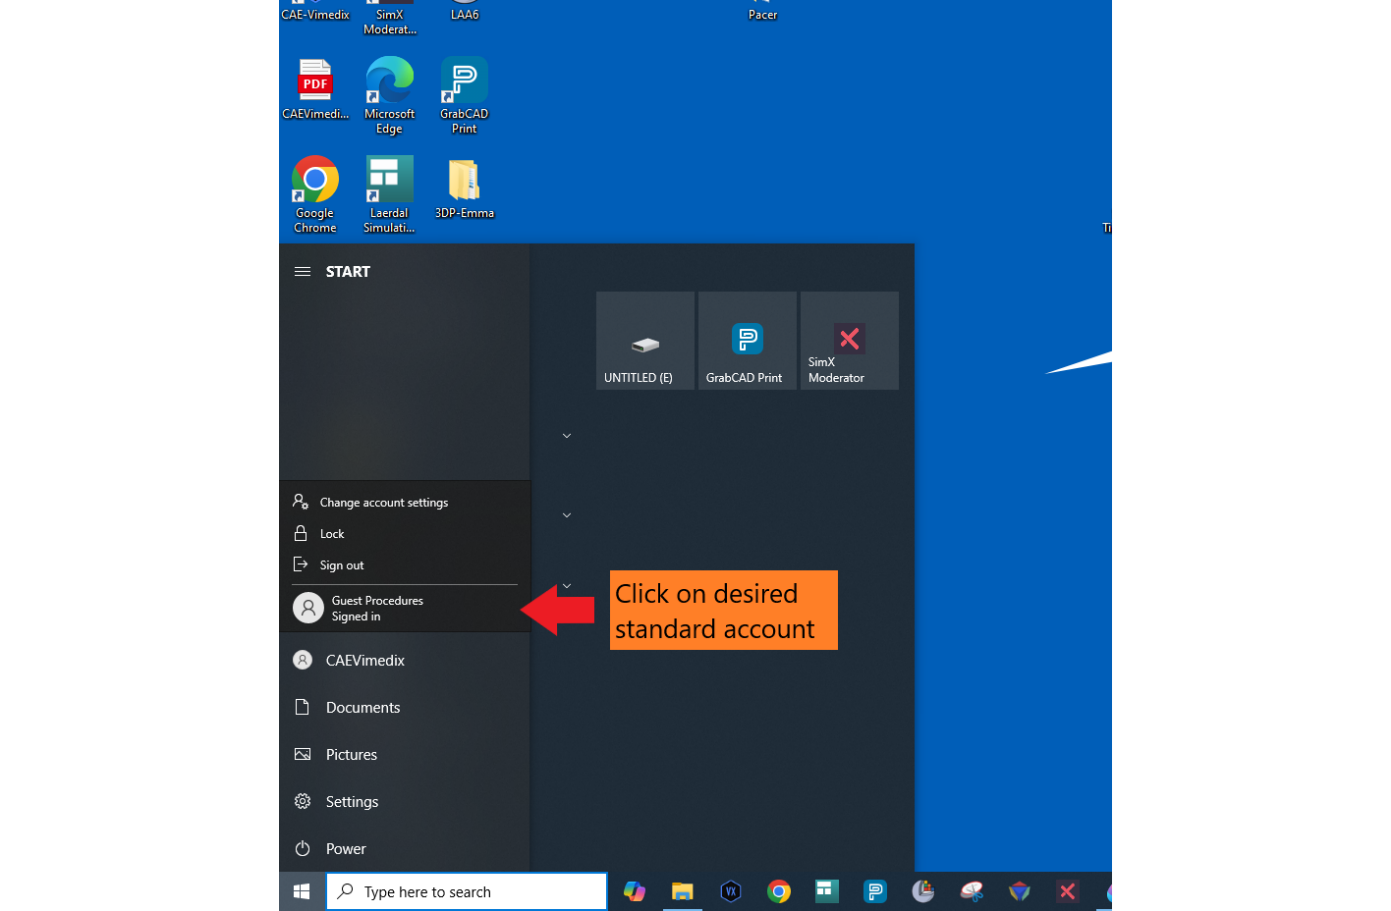 CAE-Vimedix
SimX
Moderat...
LAA6
Pacer
PDF
CAEVimedi...
Microsoft
Edge
GrabCAD
Print
Google
Chrome
Laerdal
Simulati...
3DP-Emma
START
UNTITLED (E)
GrabCAD Print
SimX
Moderator
Change account settings
Lock
Sign out
Guest Procedures
Signed in
Click on desired
standard account
CAEVimedix
Documents
Pictures
Settings
Power
Type here to search
VX